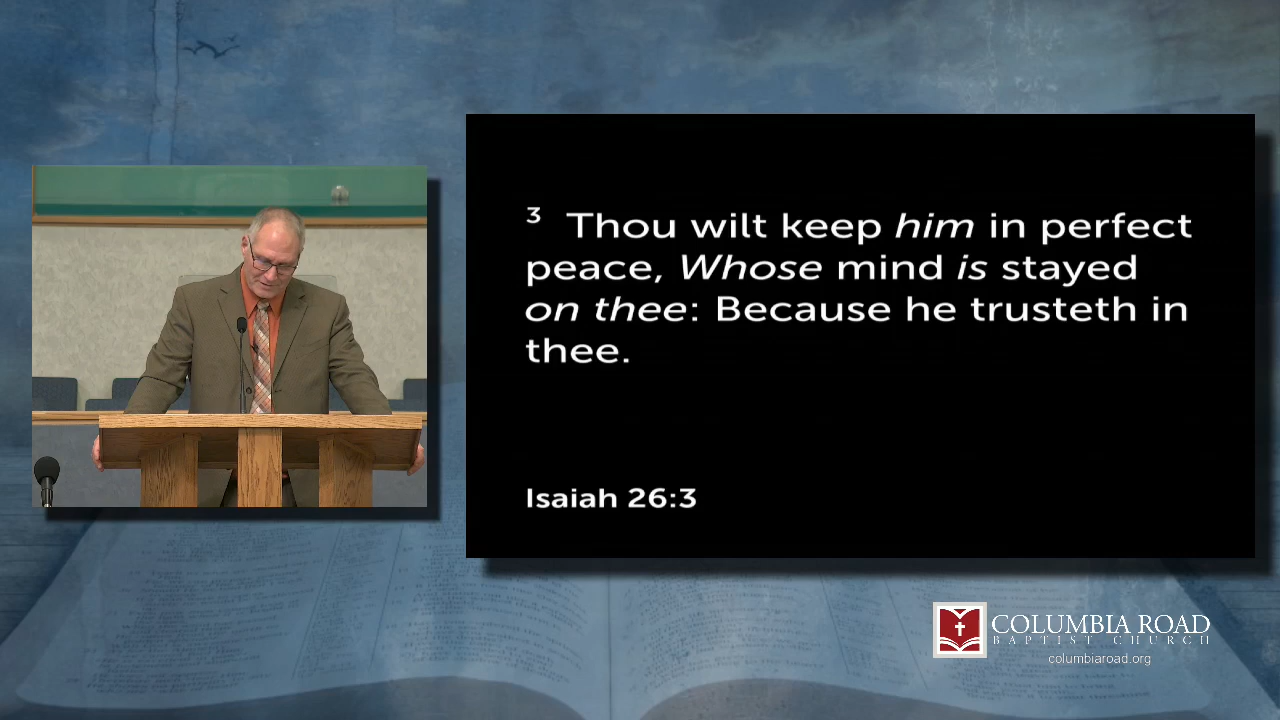 3 Thou wilt keep him in perfect
peace, Whose mind is stayed
on thee: Because he trusteth in
thee.
Isaiah 26:3
COLUMBIA ROAD
BAPTIST CHURCH
columbiaroad.org